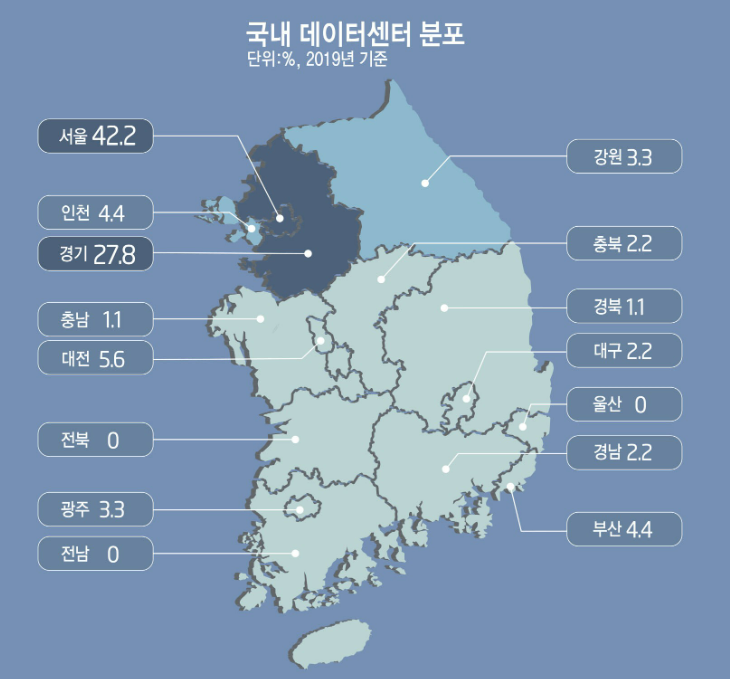 국내 데이터센터 분포
단위:%, 2019년 기준
서울 42.2
인천 4.4
경기 27.8
충남 1.1
대전 5.6
전북 0
광주 3.3
전남 0
강원 3.3
충북 2.2
경북 1.1
대구 2.2
울산 0
경남 2.2
부산 4.4